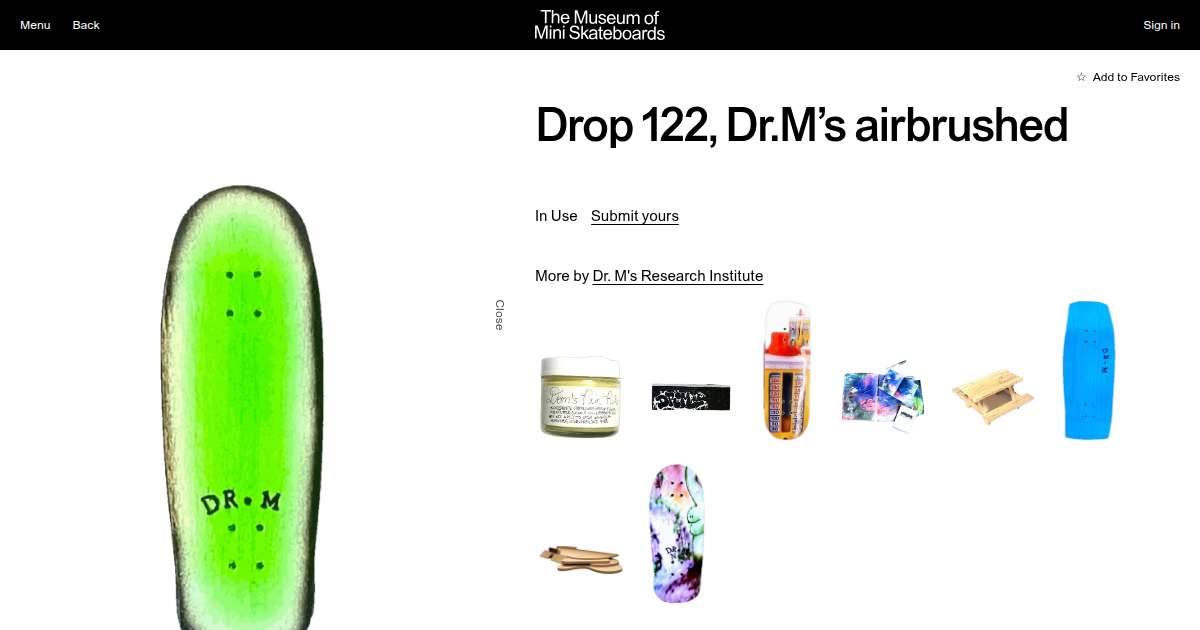 Menu
Back
The Museum of
Mini Skateboards
Sign in
☆ Add to Favorites
Drop 122, Dr.M’s airbrushed
In Use Submit yours
More by Dr. M's Research Institute
Close
DR•M
DR•M